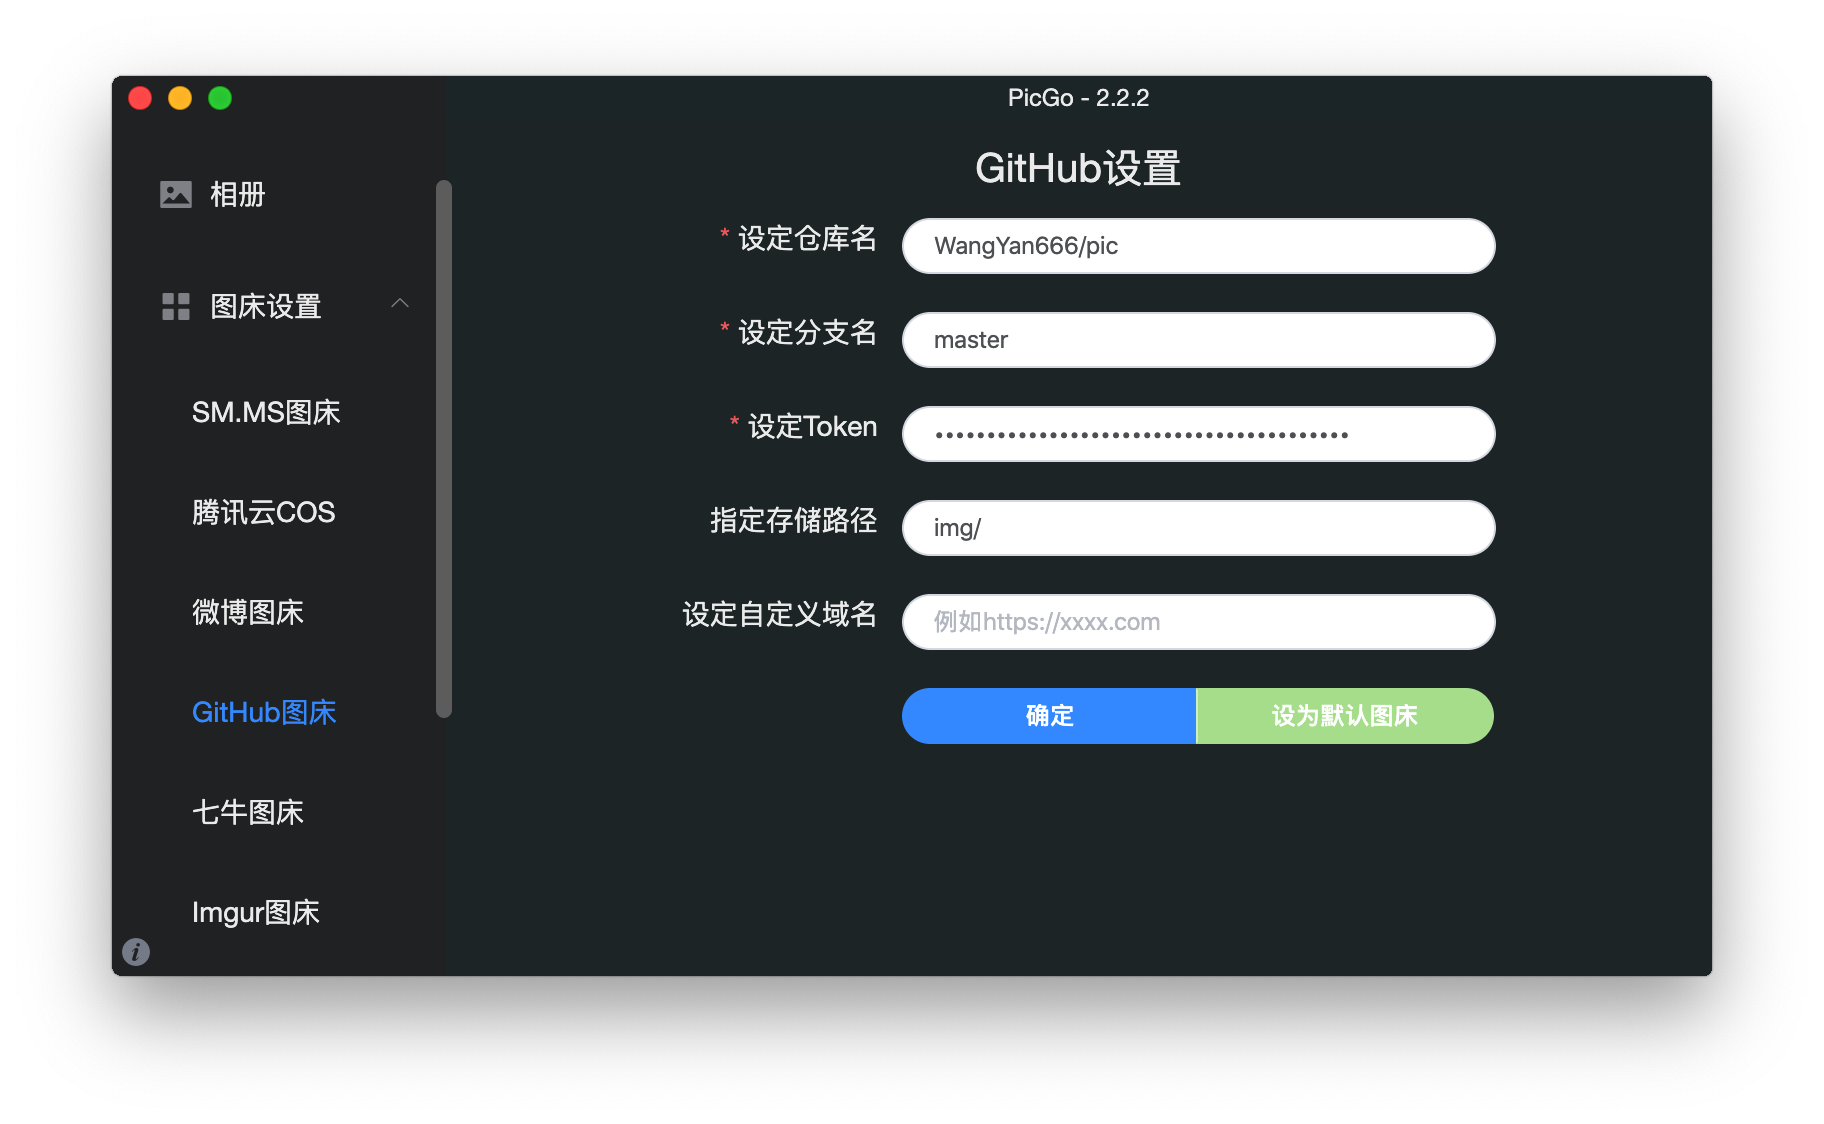 PicGo - 2.2.2
相册
图床设置
SM.MS图床
腾讯云COS
微博图床
GitHub图床
七牛图床
Imgur图床
i
GitHub设置
* 设定仓库名
WangYan666/pic
* 设定分支名
master
* 设定Token
••••••••••••••••••••••••••••••••••••••••
指定存储路径
img/
设定自定义域名
例如https://xxxx.com
确定
设为默认图床